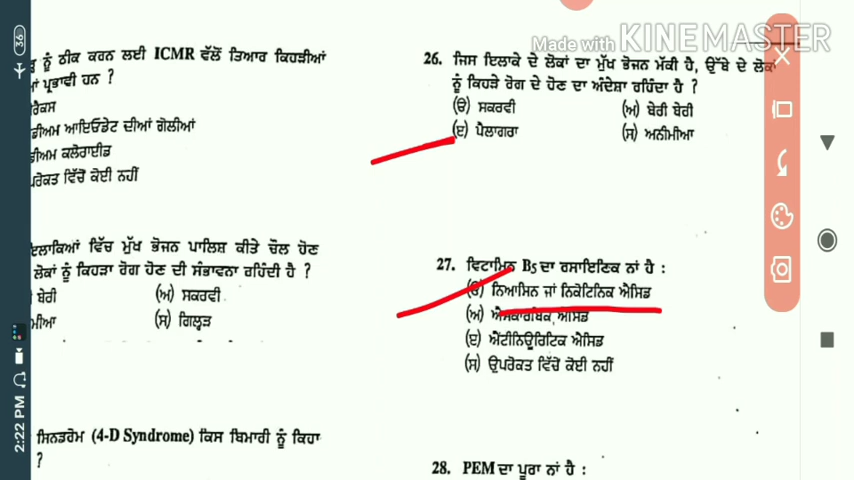 Made with KINEMASTER
36
2:22 PM
ਨੂੰ ਠੀਕ ਕਰਨ ਲਈ ICMR ਵੱਲੋਂ ਤਿਆਰ ਕਿਹੜੀਆਂ
ਪ੍ਰਭਾਵੀ ਹਨ ?
ਡੀਅਮ ਆਇਓਡੇਟ ਦੀਆਂ ਗੋਲੀਆਂ
ਡੀਅਮ ਕਲੋਰਾਈਡ
ਪਰੋਕਤ ਵਿੱਚੋਂ ਕੋਈ ਨਹੀਂ
ਇਲਾਕਿਆਂ ਵਿੱਚ ਮੁੱਖ ਭੋਜਨ ਪਾਲਿਸ਼ ਕੀਤੇ ਚੌਲ ਹੋਣ
ਲੋਕਾਂ ਨੂੰ ਕਿਹੜਾ ਰੋਗ ਹੋਣ ਦੀ ਸੰਭਾਵਨਾ ਰਹਿੰਦੀ ਹੈ ?
ਬੇਰੀ (ਅ) ਸਕਰਵੀ
ਮੀਆ (ਸ) ਗਿਲ੍ਹੜ
ਸਿਨਡਰੋਮ (4-D Syndrome) ਕਿਸ ਬਿਮਾਰੀ ਨੂੰ ਕਿਹਾ
?
26. ਜਿਸ ਇਲਾਕੇ ਦੇ ਲੋਕਾਂ ਦਾ ਮੁੱਖ ਭੋਜਨ ਮੱਕੀ ਹੈ, ਉੱਥੇ ਦੇ ਲੋਕਾਂ
ਨੂੰ ਕਿਹੜੇ ਰੋਗ ਦੇ ਹੋਣ ਦਾ ਅੰਦੇਸ਼ਾ ਰਹਿੰਦਾ ਹੈ ?
(ੳ) ਸਕਰਵੀ (ਅ) ਬੇਰੀ ਬੇਰੀ
(ੲ) ਪੈਲਾਗਰਾ (ਸ) ਅਨੀਮੀਆ
27. ਵਿਟਾਮਿਨ B5 ਦਾ ਰਸਾਇਣਿਕ ਨਾਂ ਹੈ :
(ੳ) ਨਿਆਸਿਨ ਜਾਂ ਨਿਕੋਟਿਨਿਕ ਐਸਿਡ
(ਅ) ਐਸਕਾਰਬਿਕ ਐਸਿਡ
(ੲ) ਐਂਟੀਨਿਊਰਿਟਿਕ ਐਸਿਡ
(ਸ) ਉਪਰੋਕਤ ਵਿੱਚੋਂ ਕੋਈ ਨਹੀਂ
28. PEM ਦਾ ਪੂਰਾ ਨਾਂ ਹੈ :